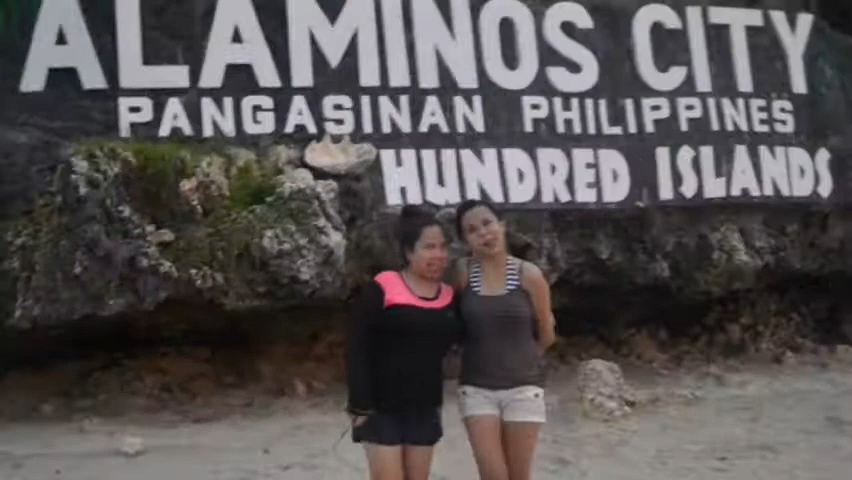 ALAMINOS CITY
PANGASINAN PHILIPPINES
HUNDRED ISLANDS